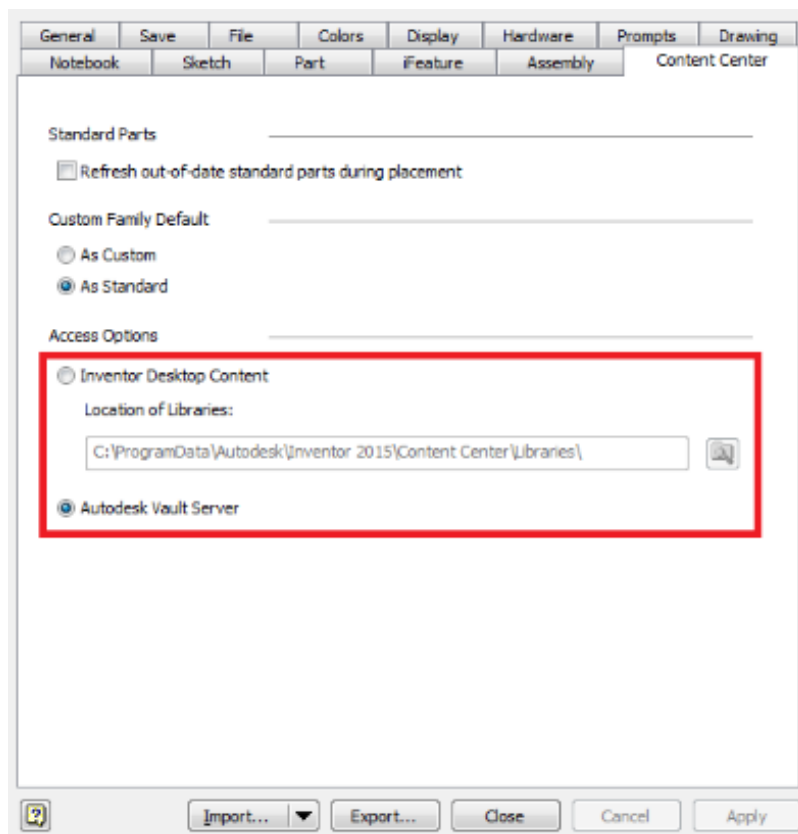 General Save File Colors Display Hardware Prompts Drawing
Notebook Sketch Part iFeature Assembly Content Center
Standard Parts
Refresh out-of-date standard parts during placement
Custom Family Default
As Custom
As Standard
Access Options
Inventor Desktop Content
Location of Libraries:
C:\ProgramData\Autodesk\Inventor 2015\Content Center\Libraries\
Autodesk Vault Server
? Import... Export... Close Cancel Apply